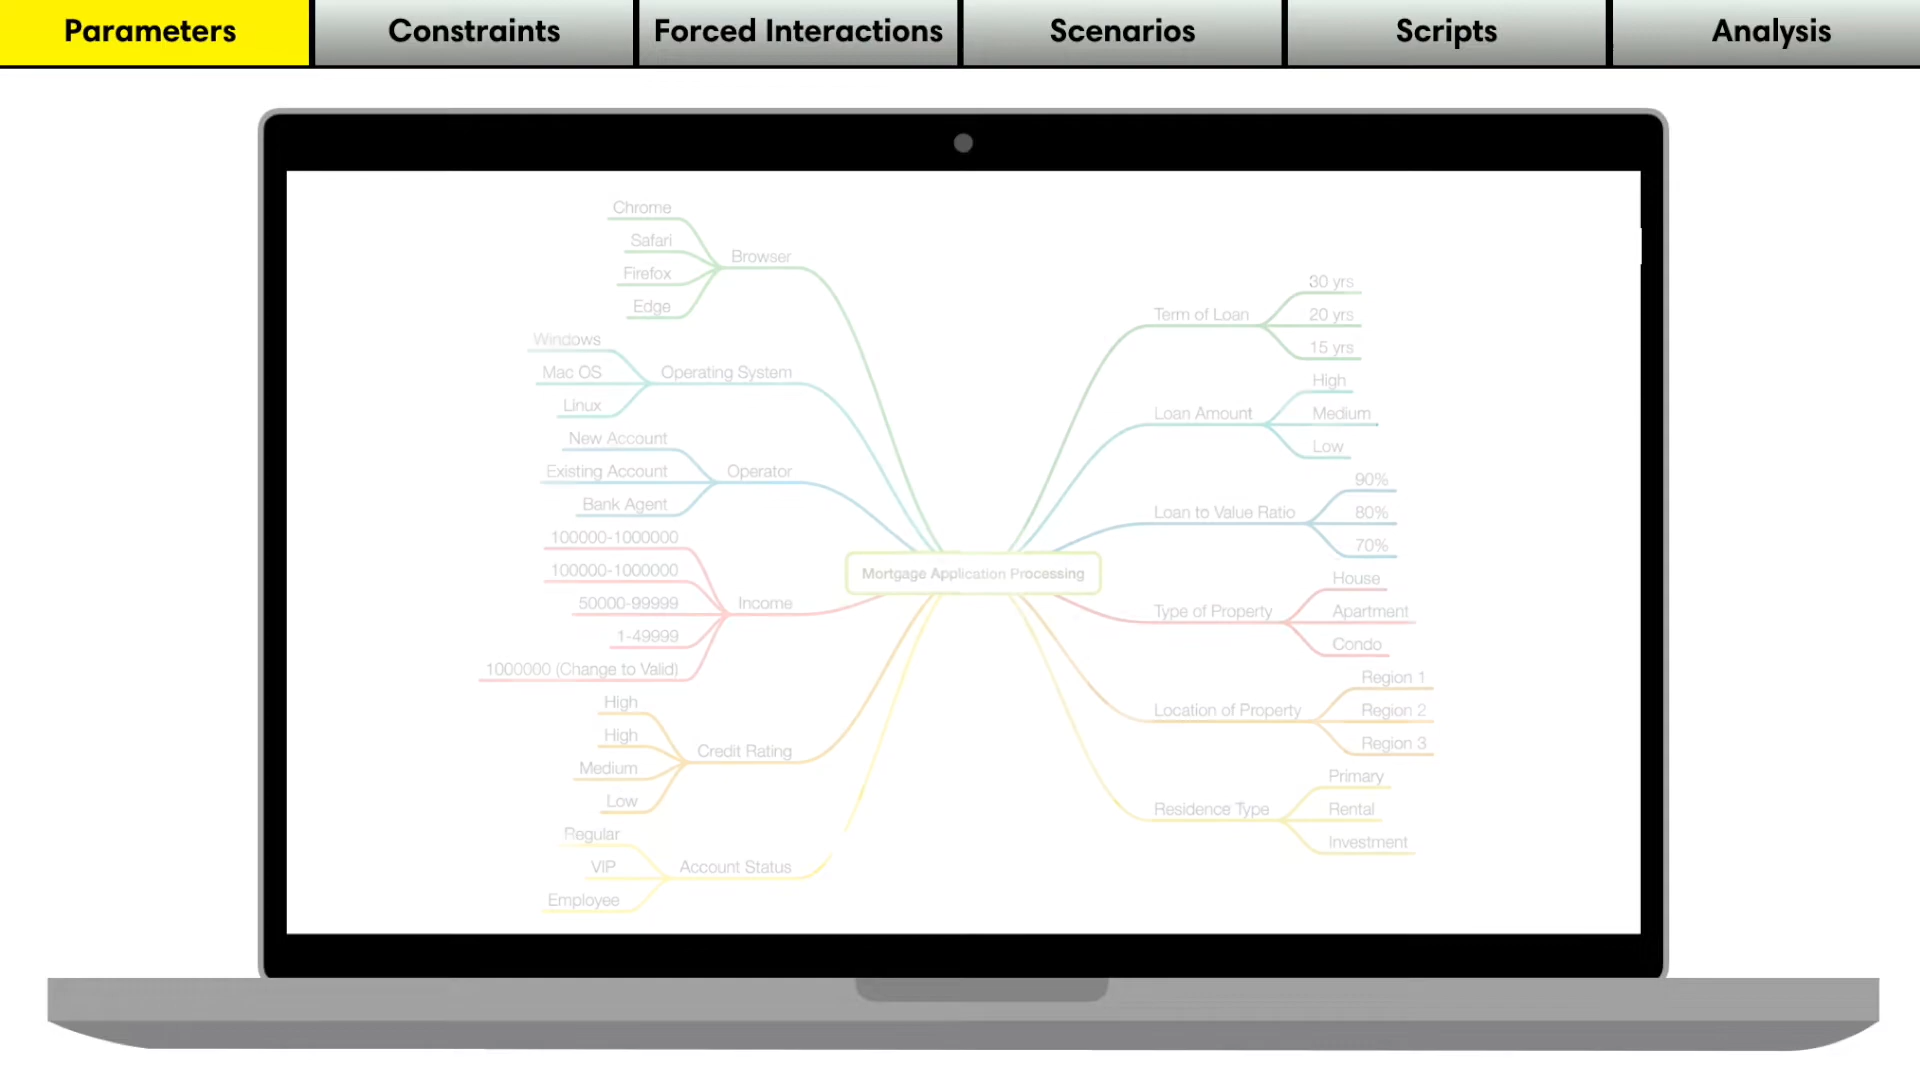 Parameters
Constraints
Forced Interactions
Scenarios
Scripts
Analysis
Chrome
Safari
Firefox
Edge
Browser
Windows
Mac OS
Linux
Operating System
New Account
Existing Account
Bank Agent
Operator
100000-1000000
100000-1000000
50000-99999
1-49999
1000000 (Change to Valid)
Income
High
High
Medium
Low
Credit Rating
Regular
VIP
Employee
Account Status
Mortgage Application Processing
Term of Loan
30 yrs
20 yrs
15 yrs
Loan Amount
High
Medium
Low
Loan to Value Ratio
90%
80%
70%
Type of Property
House
Apartment
Condo
Location of Property
Region 1
Region 2
Region 3
Residence Type
Primary
Rental
Investment